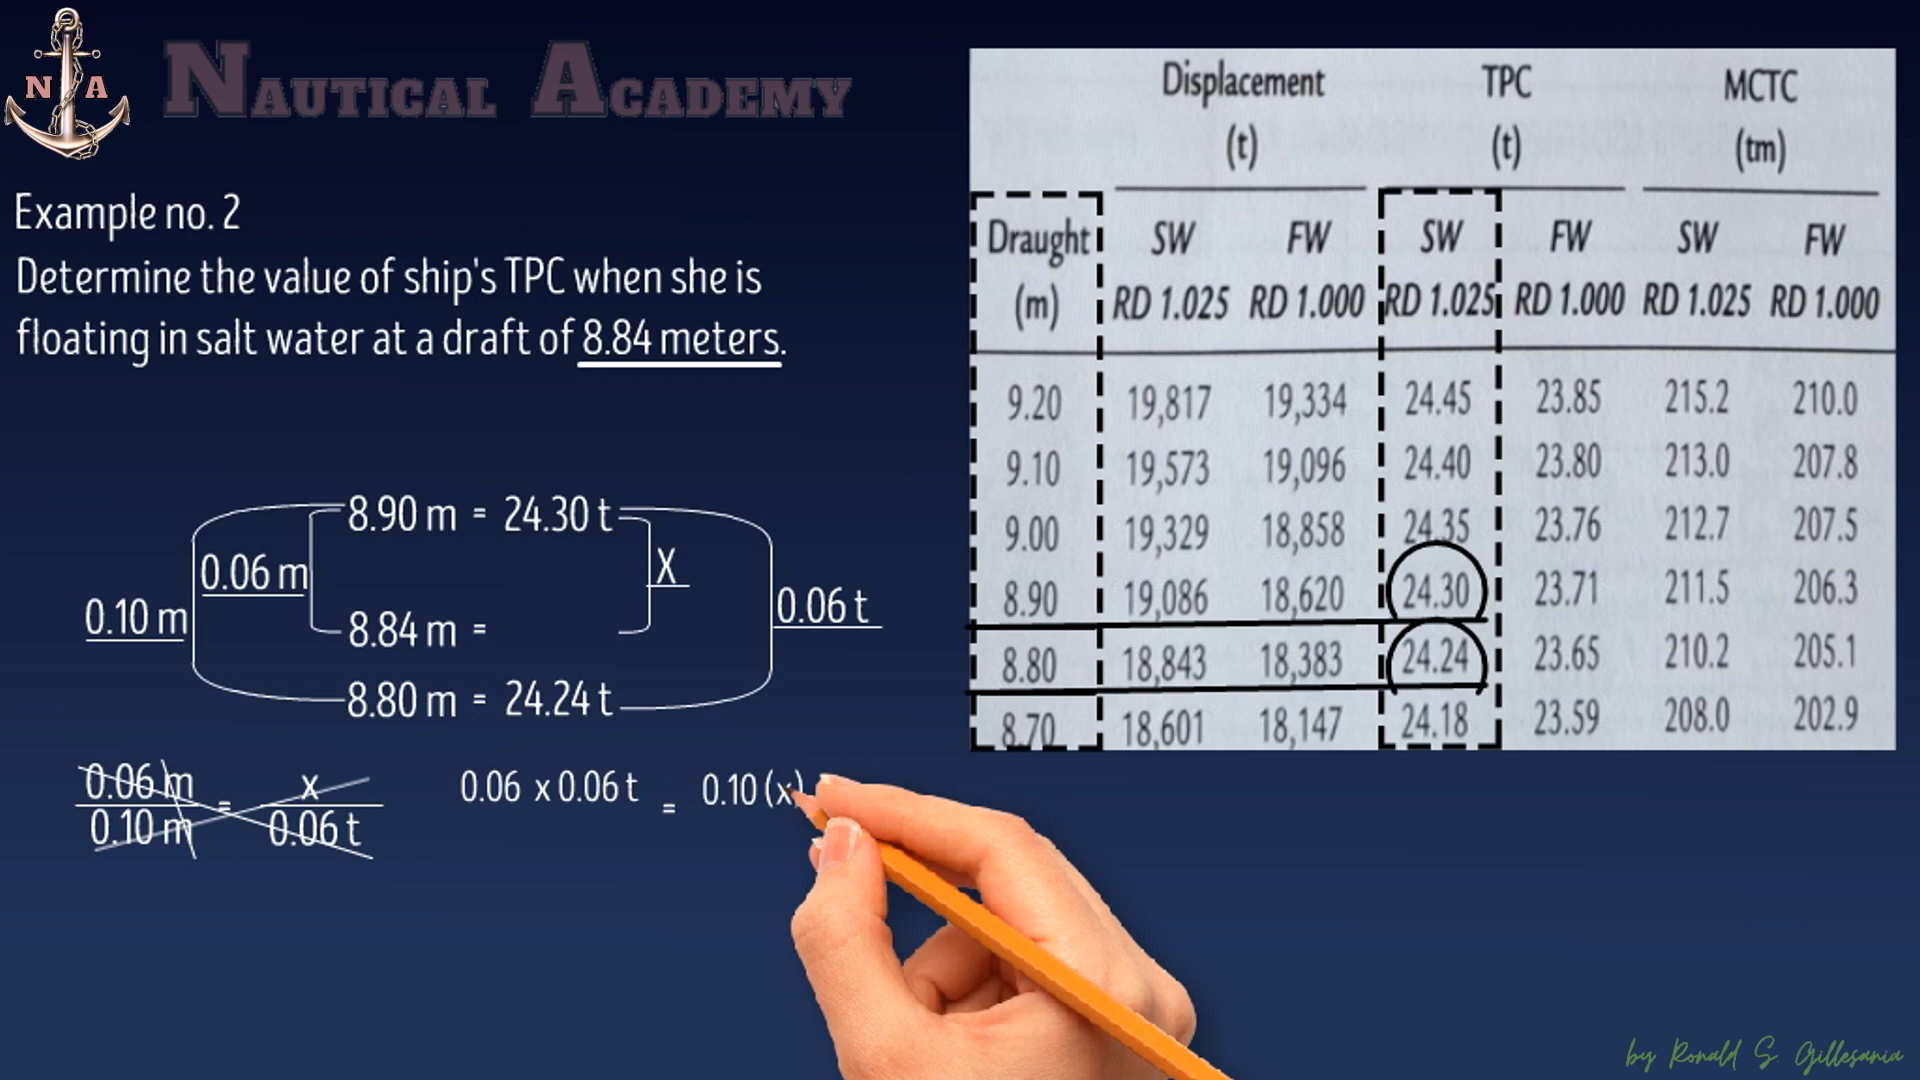 N A
NAUTICAL ACADEMY
Example no. 2
Determine the value of ship's TPC when she is
floating in salt water at a draft of 8.84 meters.
8.90 m = 24.30 t
0.06 m
X
0.10 m
0.06 t
8.84 m =
8.80 m = 24.24 t
0.06 m = x
0.10 m 0.06 t
0.06 x 0.06 t = 0.10 (x)
Displacement TPC MCTC
(t) (t) (tm)
Draught SW FW SW FW SW FW
(m) RD 1.025 RD 1.000 RD 1.025 RD 1.000 RD 1.025 RD 1.000
9.20 19,817 19,334 24.45 23.85 215.2 210.0
9.10 19,573 19,096 24.40 23.80 213.0 207.8
9.00 19,329 18,858 24.35 23.76 212.7 207.5
8.90 19,086 18,620 24.30 23.71 211.5 206.3
8.80 18,843 18,383 24.24 23.65 210.2 205.1
8.70 18,601 18,147 24.18 23.59 208.0 202.9
by Ronald S. Gillesania